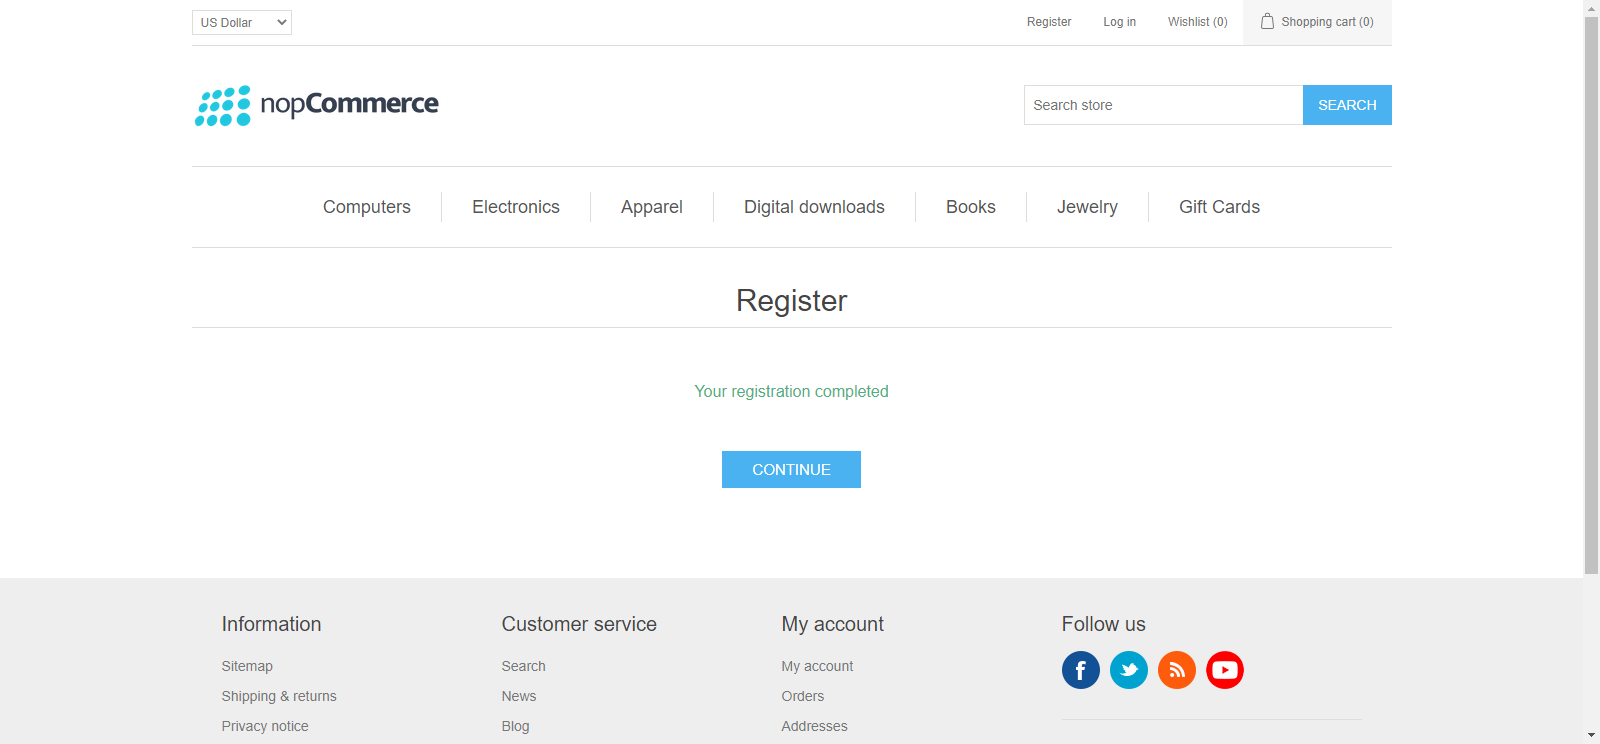 US Dollar
Register
Log in
Wishlist (0)
Shopping cart (0)
nopCommerce
Search store
SEARCH
Computers
Electronics
Apparel
Digital downloads
Books
Jewelry
Gift Cards
Register
Your registration completed
CONTINUE
Information
Sitemap
Shipping & returns
Privacy notice
Customer service
Search
News
Blog
My account
My account
Orders
Addresses
Follow us